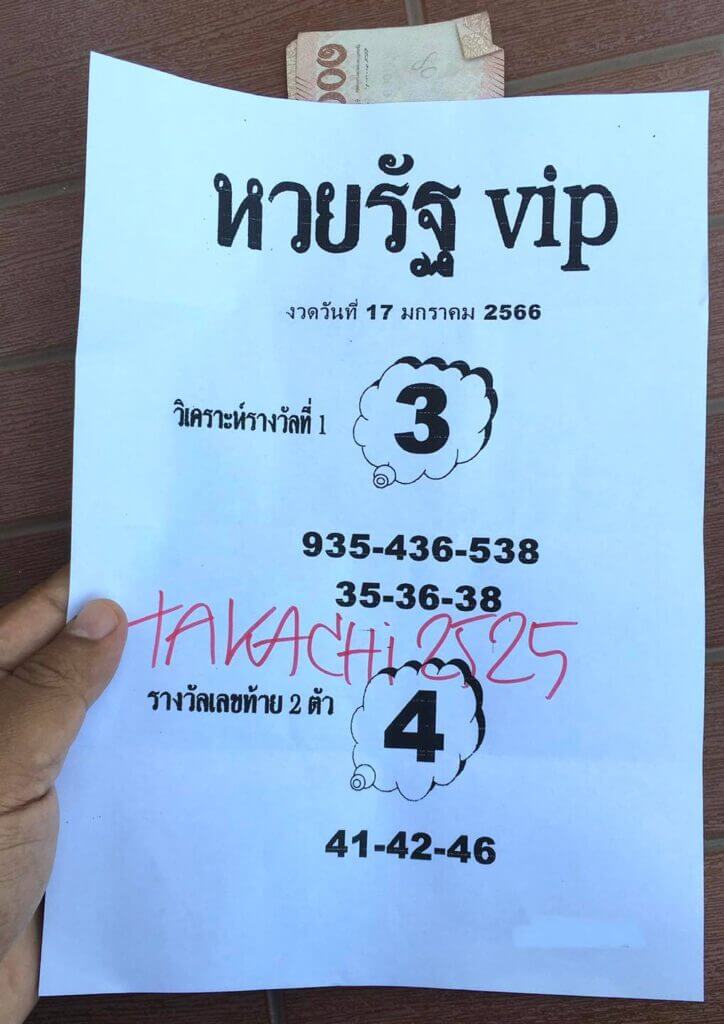 ๑๐๐
หวยรัฐ vip
งวดวันที่ 17 มกราคม 2566
วิเคราะห์รางวัลที่ 1
3
935-436-538
35-36-38
TAKACHi 2525
รางวัลเลขท้าย 2 ตัว
4
41-42-46